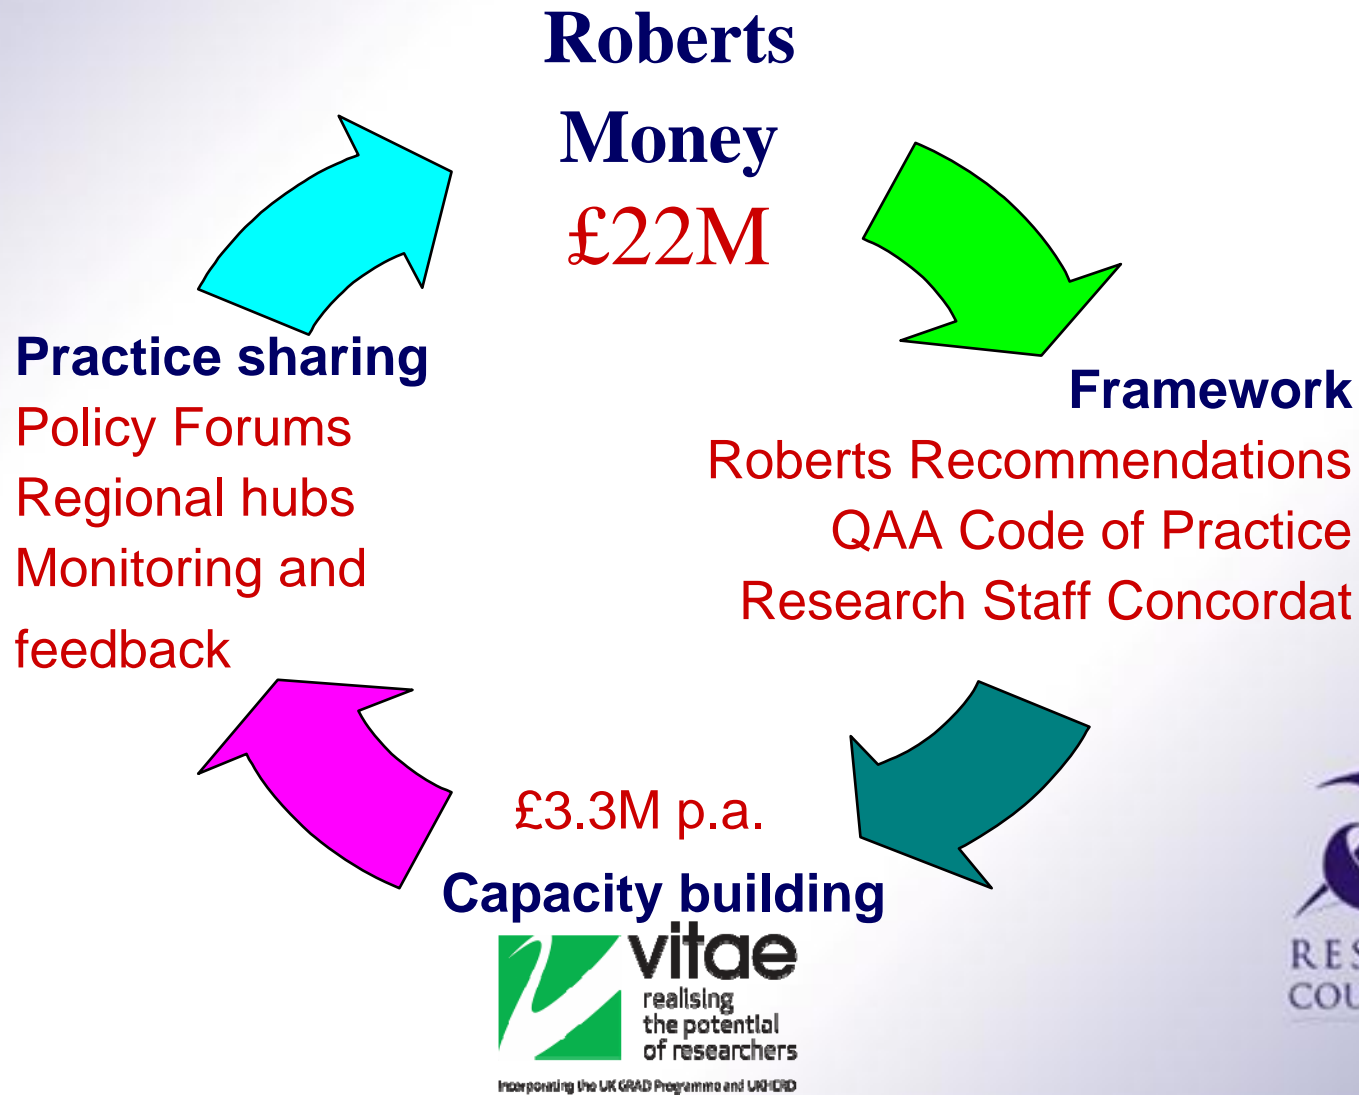 Roberts
Money
£22M
Practice sharing
Policy Forums
Regional hubs
Monitoring and
feedback
Framework
Roberts Recommendations
QAA Code of Practice
Research Staff Concordat
£3.3M p.a.
Capacity building
vitae
realising
the potential
of researchers
Incorporating the UK GRAD Programme and UKHERD
RES
COU